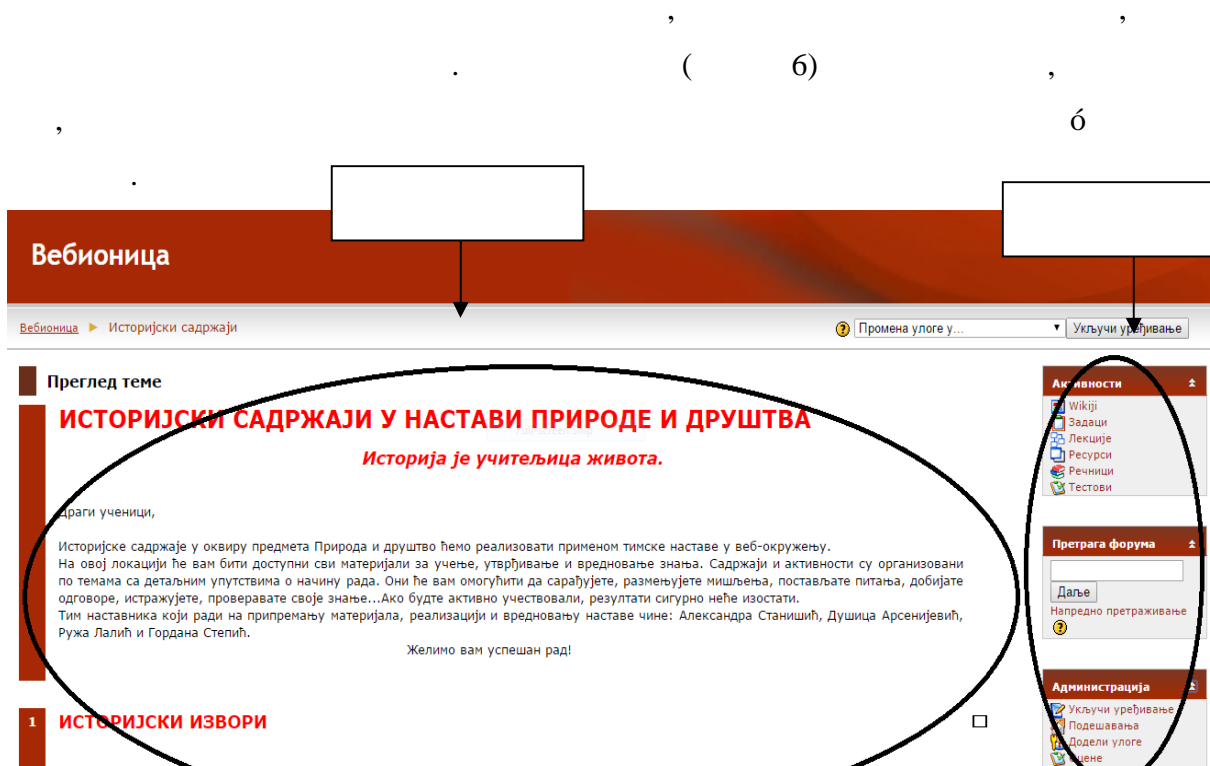 , ,
. ( 6) ,
, ó
.
Вебионица
Вебионица ► Историјски садржаји
Промена улоге у...
Укључи уређивање
Преглед теме
ИСТОРИЈСКИ САДРЖАЈИ У НАСТАВИ ПРИРОДЕ И ДРУШТВА
Историја је учитељица живота.
Драги ученици,
Историјске садржаје у оквиру предмета Природа и друштво ћемо реализовати применом тимске наставе у веб-окружењу.
На овој локацији ће вам бити доступни сви материјали за учење, утврђивање и вредновање знања. Садржаји и активности су организовани
по темама са детаљним упутствима о начину рада. Они ће вам омогућити да сарађујете, размењујете мишљења, постављате питања, добијате
одговоре, истражујете, проверавате своје знање...Ако будте активно учествовали, резултати сигурно неће изостати.
Тим наставника који ради на припремању материјала, реализацији и вредновању наставе чине: Александра Станишић, Душица Арсенијевић,
Ружа Лалић и Гордана Степић.
Желимо вам успешан рад!
1 ИСТОРИЈСКИ ИЗВОРИ
Активности
Wikiји
Задаци
Лекције
Ресурси
Речници
Тестови
Претрага форума
Даље
Напредно претраживање
Администрација
Укључи уређивање
Подешавања
Додели улоге
Оцене